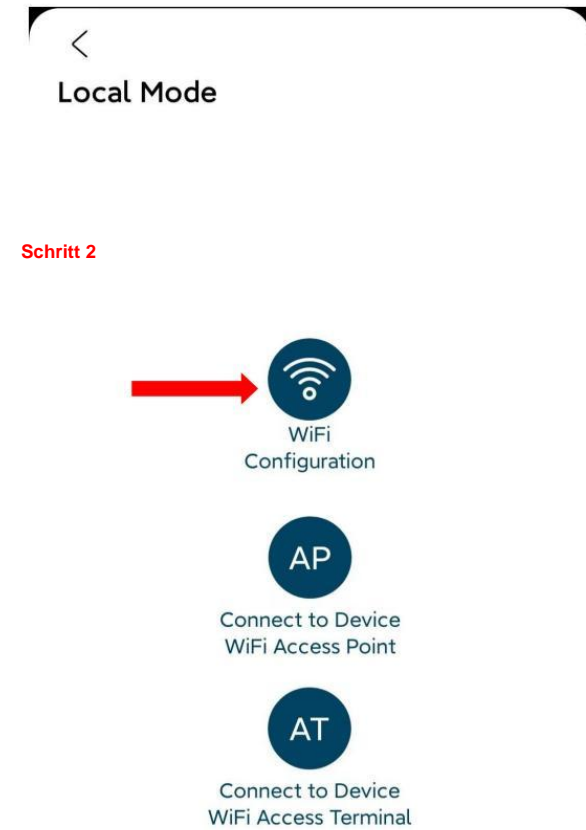 Local Mode
Schritt 2
WiFi
Configuration
AP
Connect to Device
WiFi Access Point
AT
Connect to Device
WiFi Access Terminal